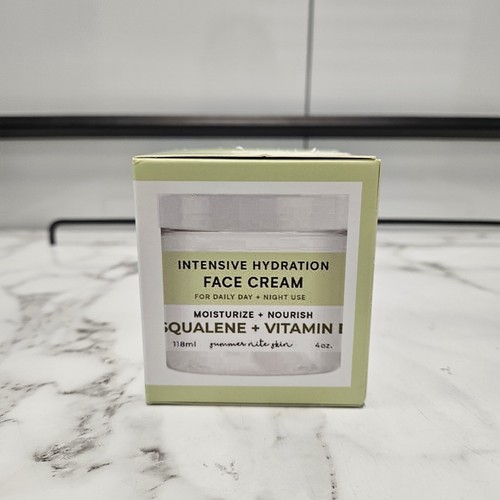 INTENSIVE HYDRATION
FACE CREAM
FOR DAILY DAY + NIGHT USE
MOISTURIZE + NOURISH
SQUALENE + VITAMIN E
118ml summer nite skin 4oz.